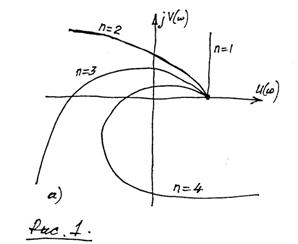 jV(ω)
n=2
n=1
n=3
U(ω)
а)
n=4
Рис. 1.